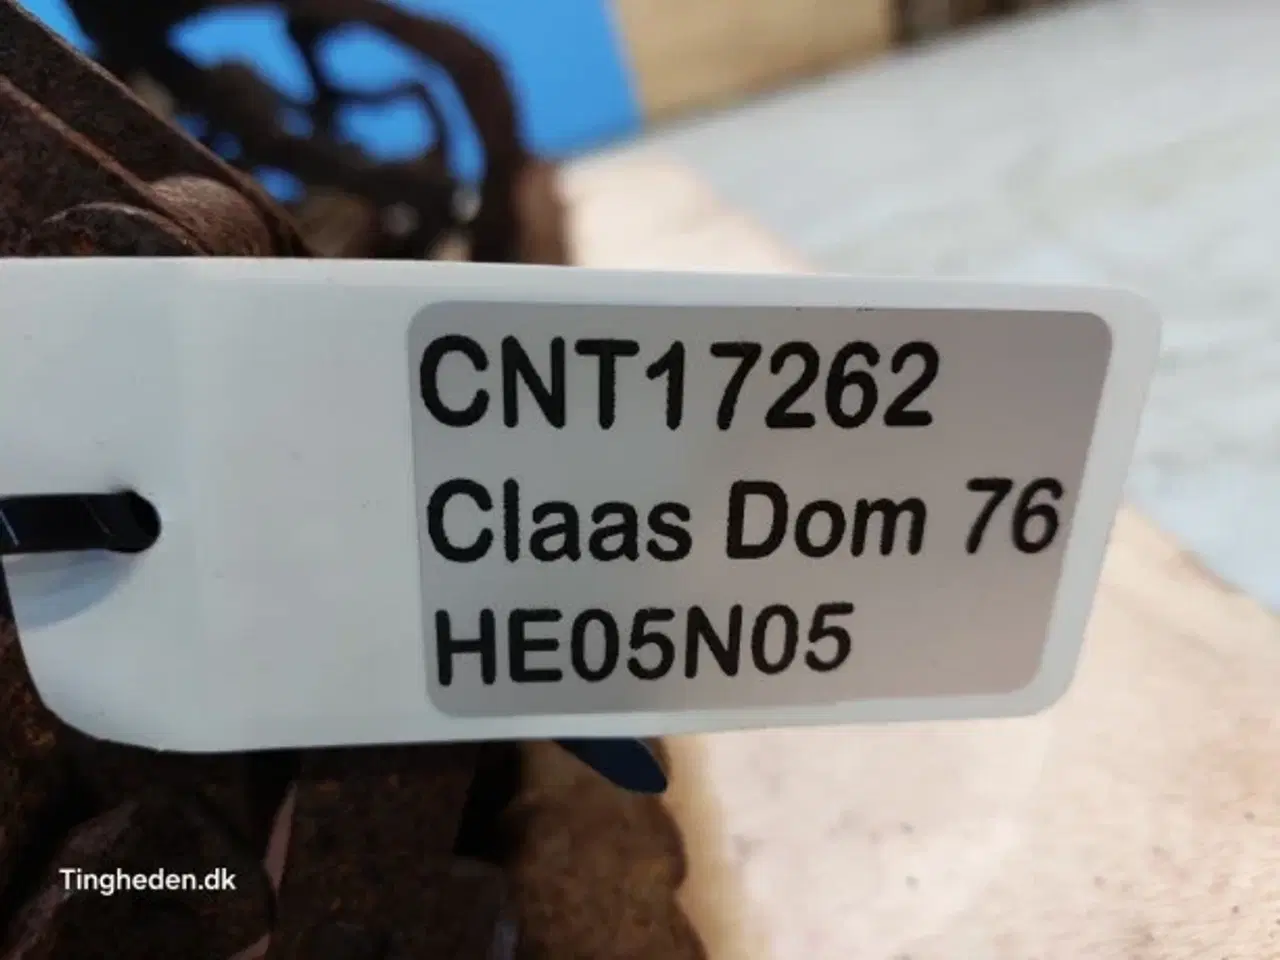 CNT17262
Claas Dom 76
HE05N05
Tingheden.dk